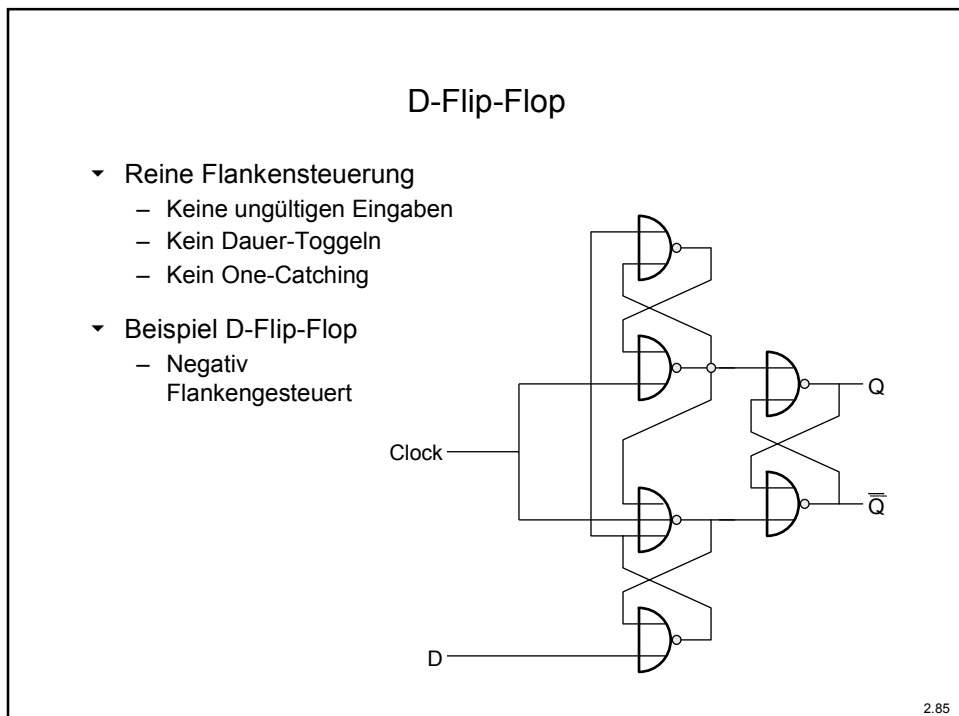 D-Flip-Flop
▾ Reine Flankensteuerung
– Keine ungültigen Eingaben
– Kein Dauer-Toggeln
– Kein One-Catching
▾ Beispiel D-Flip-Flop
– Negativ
Flankengesteuert
Clock
D
Q
Q̅
2.85